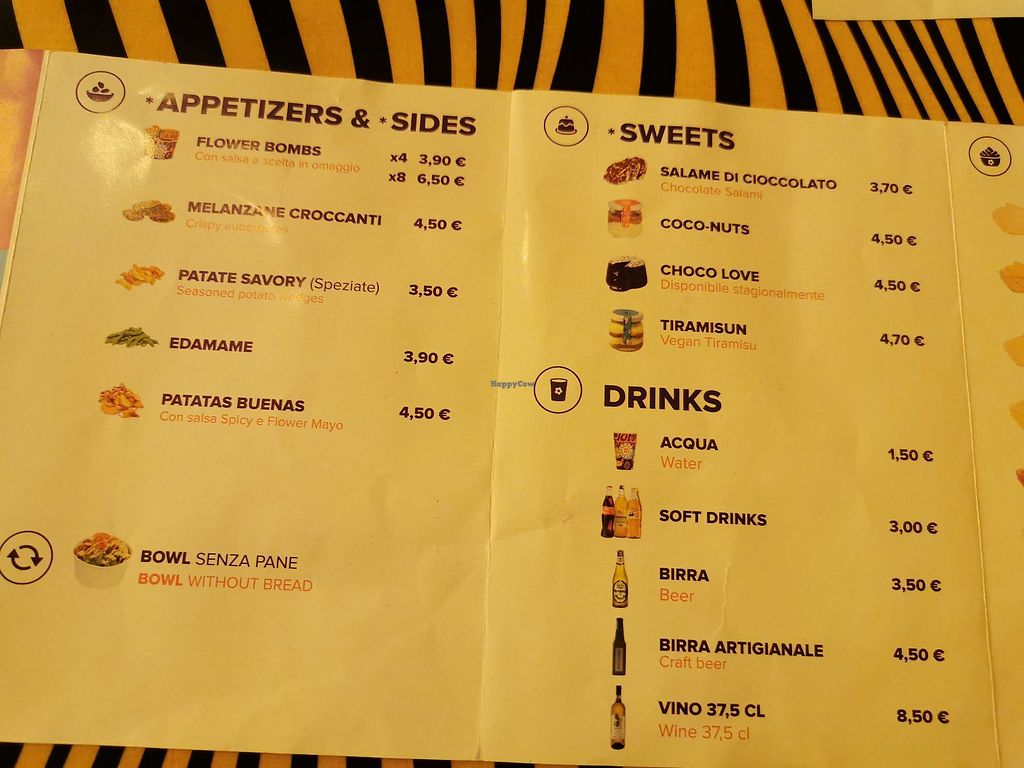 *APPETIZERS & *SIDES
FLOWER BOMBS
Con salsa a scelta in omaggio
x4 3,90 €
x8 6,50 €
MELANZANE CROCCANTI
Crispy aubergines
4,50 €
PATATE SAVORY (Speziate)
Seasoned potato wedges
3,50 €
EDAMAME
3,90 €
PATATAS BUENAS
Con salsa Spicy e Flower Mayo
4,50 €
BOWL SENZA PANE
BOWL WITHOUT BREAD
*SWEETS
SALAME DI CIOCCOLATO
Chocolate Salami
3,70 €
COCO-NUTS
4,50 €
CHOCO LOVE
Disponibile stagionalmente
4,50 €
TIRAMISUN
Vegan Tiramisu
4,70 €
HappyCow
DRINKS
ACQUA
Water
1,50 €
SOFT DRINKS
3,00 €
BIRRA
Beer
3,50 €
BIRRA ARTIGIANALE
Craft beer
4,50 €
VINO 37,5 CL
Wine 37,5 cl
8,50 €